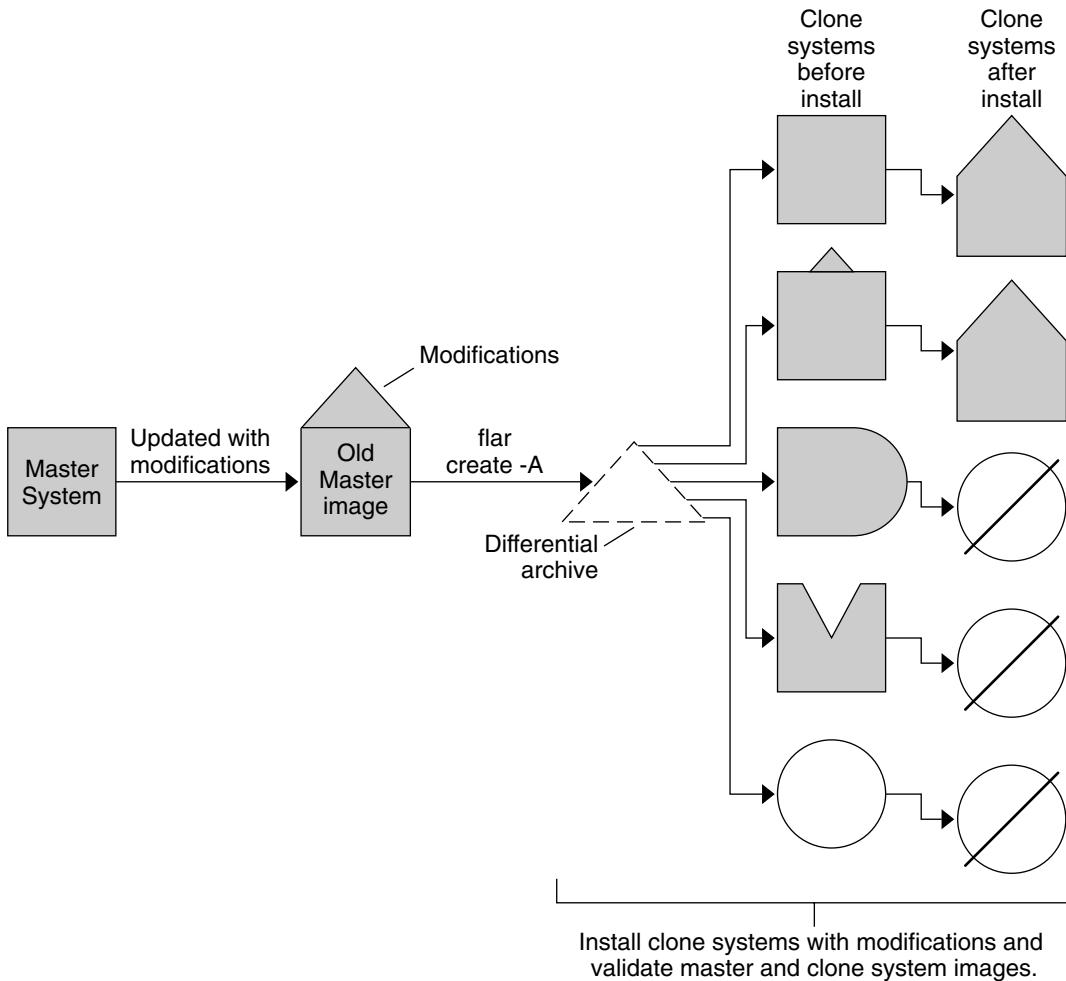 Clone
systems
before
install
Clone
systems
after
install
Modifications
Master
System
Updated with
modifications
Old
Master
image
flar
create -A
Differential
archive
Install clone systems with modifications and
validate master and clone system images.